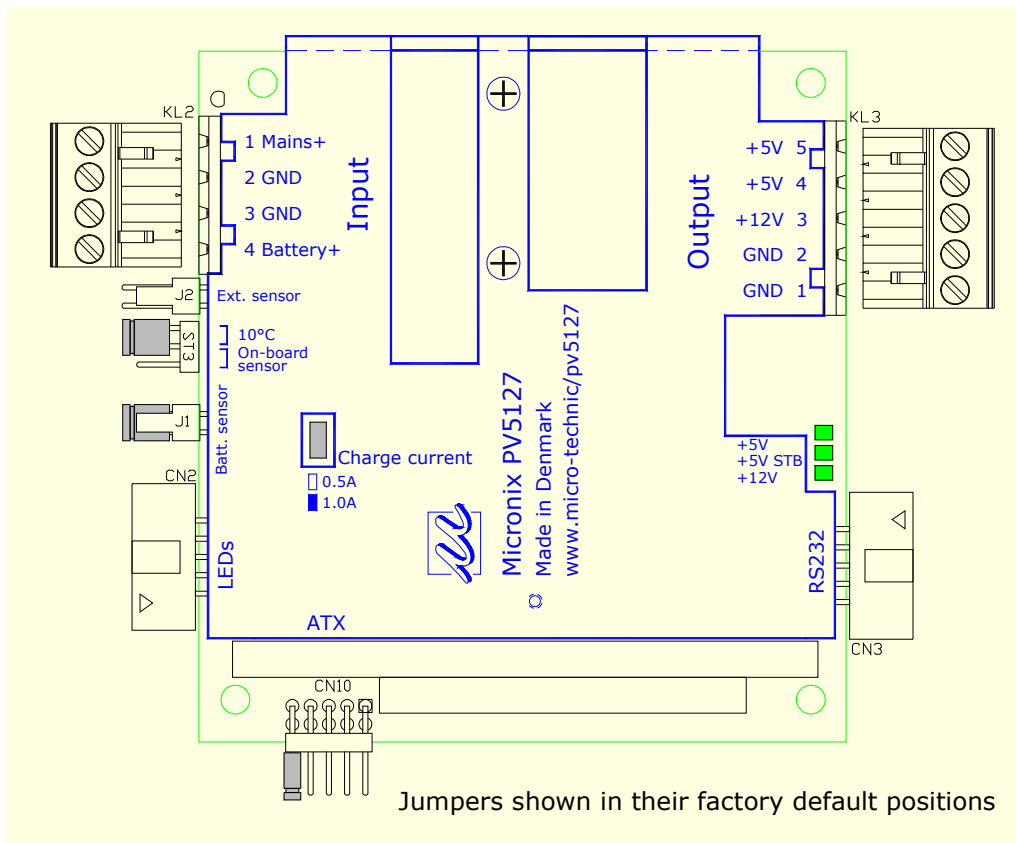 KL2
KL3
1 Mains+
2 GND
3 GND
4 Battery+
Input
Output
+5V 5
+5V 4
+12V 3
GND 2
GND 1
J2
Ext. sensor
ST3
10°C
On-board
sensor
J1
Batt. sensor
Charge current
0.5A
1.0A
Micronix PV5127
Made in Denmark
www.micro-technic/pv5127
+5V
+5V STB
+12V
CN2
LEDs
RS232
CN3
ATX
CN10
Jumpers shown in their factory default positions